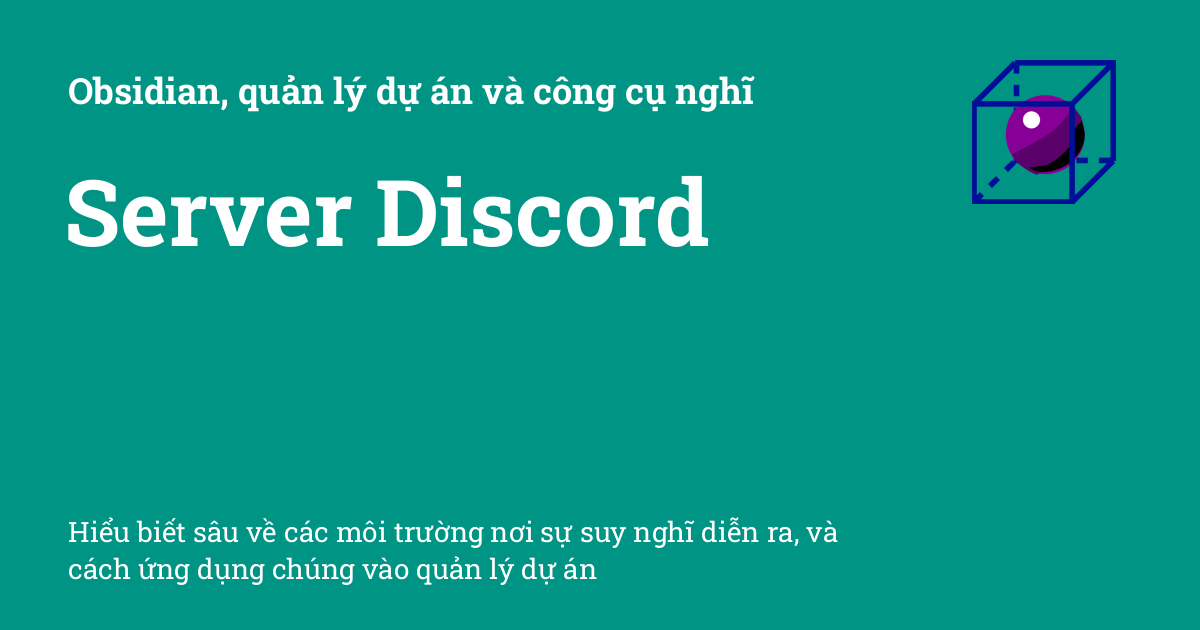 Obsidian, quản lý dự án và công cụ nghĩ
Server Discord
Hiểu biết sâu về các môi trường nơi sự suy nghĩ diễn ra, và
cách ứng dụng chúng vào quản lý dự án